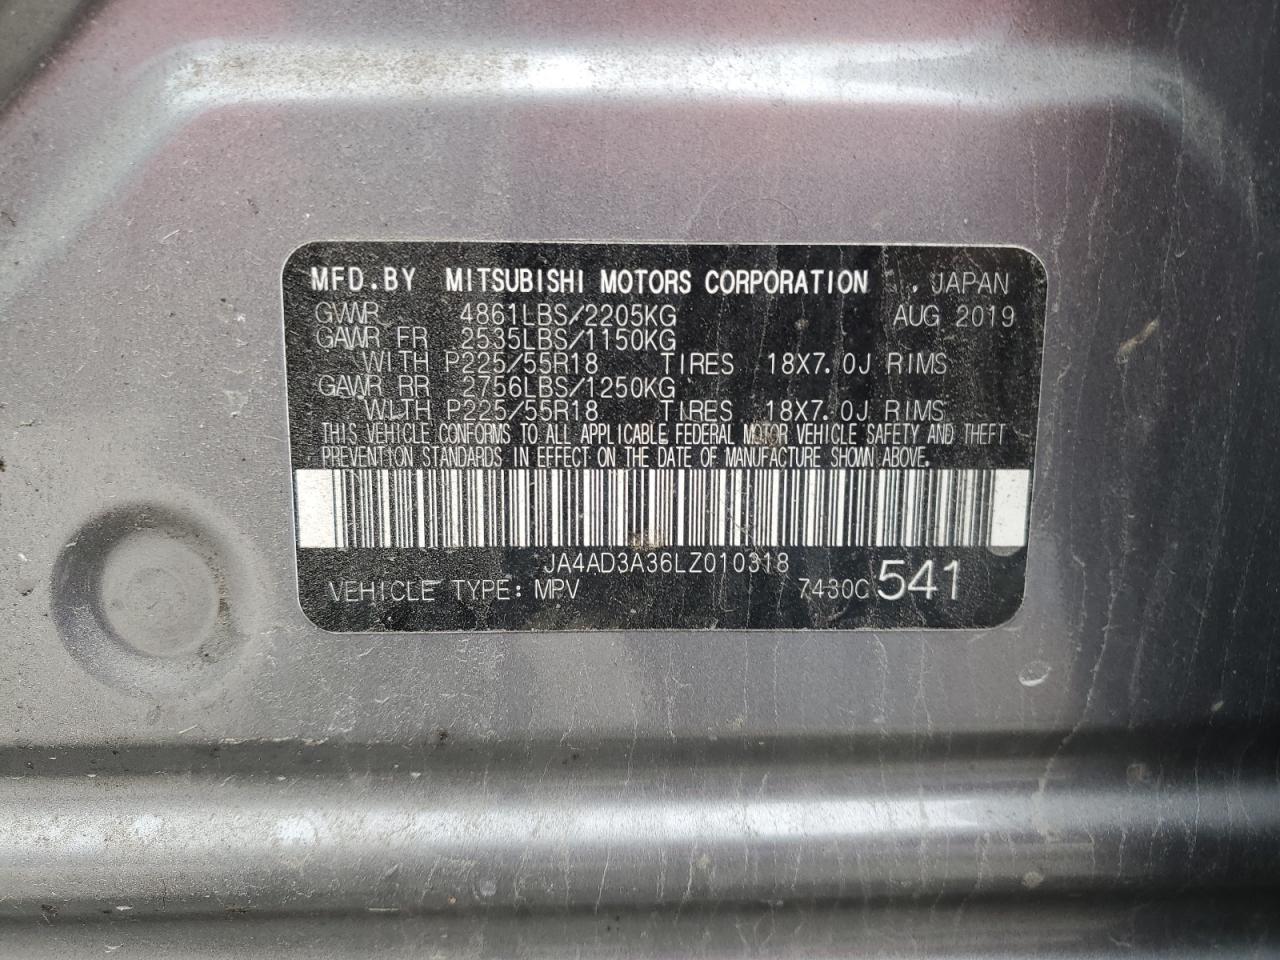 MFD.BY MITSUBISHI MOTORS CORPORATION , JAPAN
GVWR 4861LBS/2205KG AUG 2019
GAWR FR 2535LBS/1150KG
WITH P225/55R18 TIRES 18X7.0J RIMS
GAWR RR 2756LBS/1250KG
WITH P225/55R18 TIRES 18X7.0J RIMS
THIS VEHICLE CONFORMS TO ALL APPLICABLE FEDERAL MOTOR VEHICLE SAFETY AND THEFT
PREVENTION STANDARDS IN EFFECT ON THE DATE OF MANUFACTURE SHOWN ABOVE.
JA4AD3A36LZ010318
VEHICLE TYPE: MPV 7430C 541